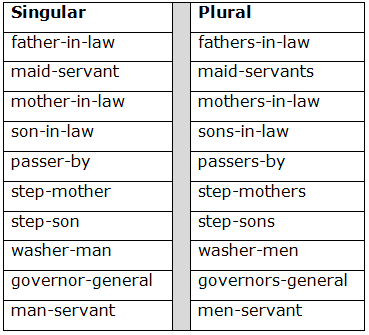 Singular Plural
father-in-law fathers-in-law
maid-servant maid-servants
mother-in-law mothers-in-law
son-in-law sons-in-law
passer-by passers-by
step-mother step-mothers
step-son step-sons
washer-man washer-men
governor-general governors-general
man-servant men-servant